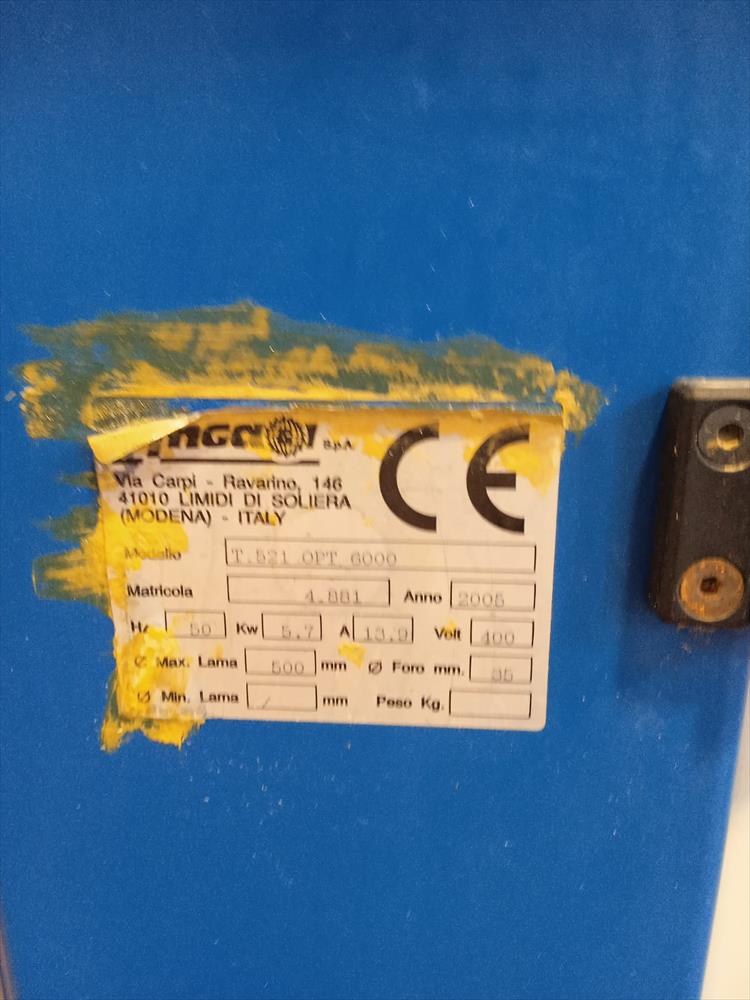 S.p.A.
CE
Via Carpi - Ravarino, 146
41010 LIMIDI DI SOLIERA
(MODENA) - ITALY
Modello T.521 OPT 6000
Matricola 4.881 Anno 2005
Hz 50 Kw 5.7 A 13.9 Volt 400
Ø Max. Lama 500 mm Ø Foro mm. 35
Ø Min. Lama / mm Peso Kg.